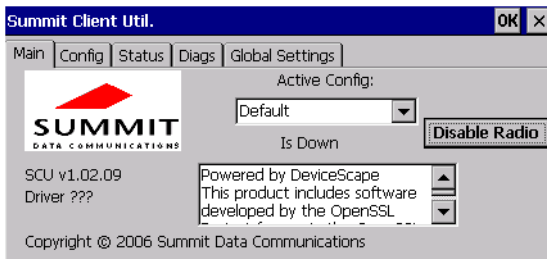 Summit Client Util. OK ×
Main Config Status Diags Global Settings
Active Config:
Default
SUMMIT
DATA COMMUNICATIONS
Is Down
Disable Radio
SCU v1.02.09
Driver ???
Powered by DeviceScape
This product includes software
developed by the OpenSSL
Copyright © 2006 Summit Data Communications